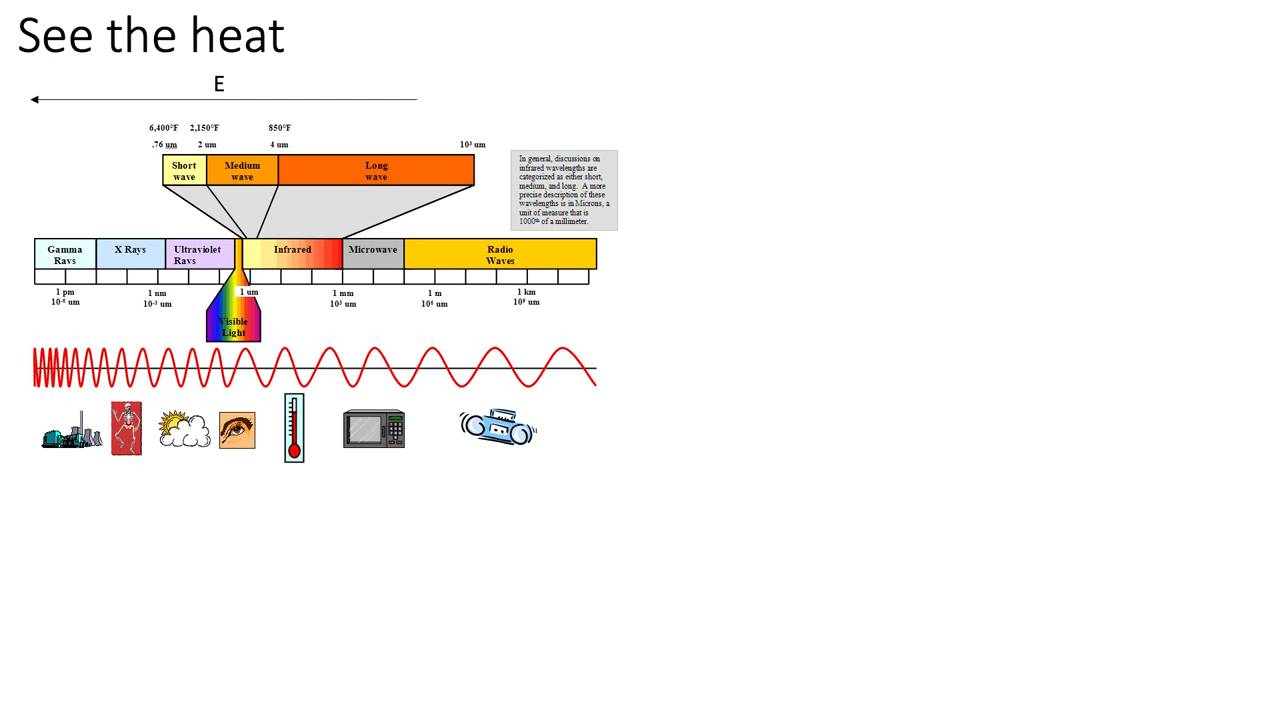 See the heat
E
6,400°F 2,150°F 850°F
.76 um 2 um 4 um 10³ um
Short wave
Medium wave
Long wave
In general, discussions on
infrared wavelengths are
categorized as either short,
medium, and long. A more
precise description of these
wavelengths is in Microns, a
unit of measure that is
1000th of a millimeter.
Gamma Rays
X Rays
Ultraviolet Rays
Infrared
Microwave
Radio Waves
1 pm 1 nm 1 um 1 mm 1 m 1 km
10⁻⁶ um 10⁻³ um 10³ um 10⁶ um 10⁹ um
Visible
Light